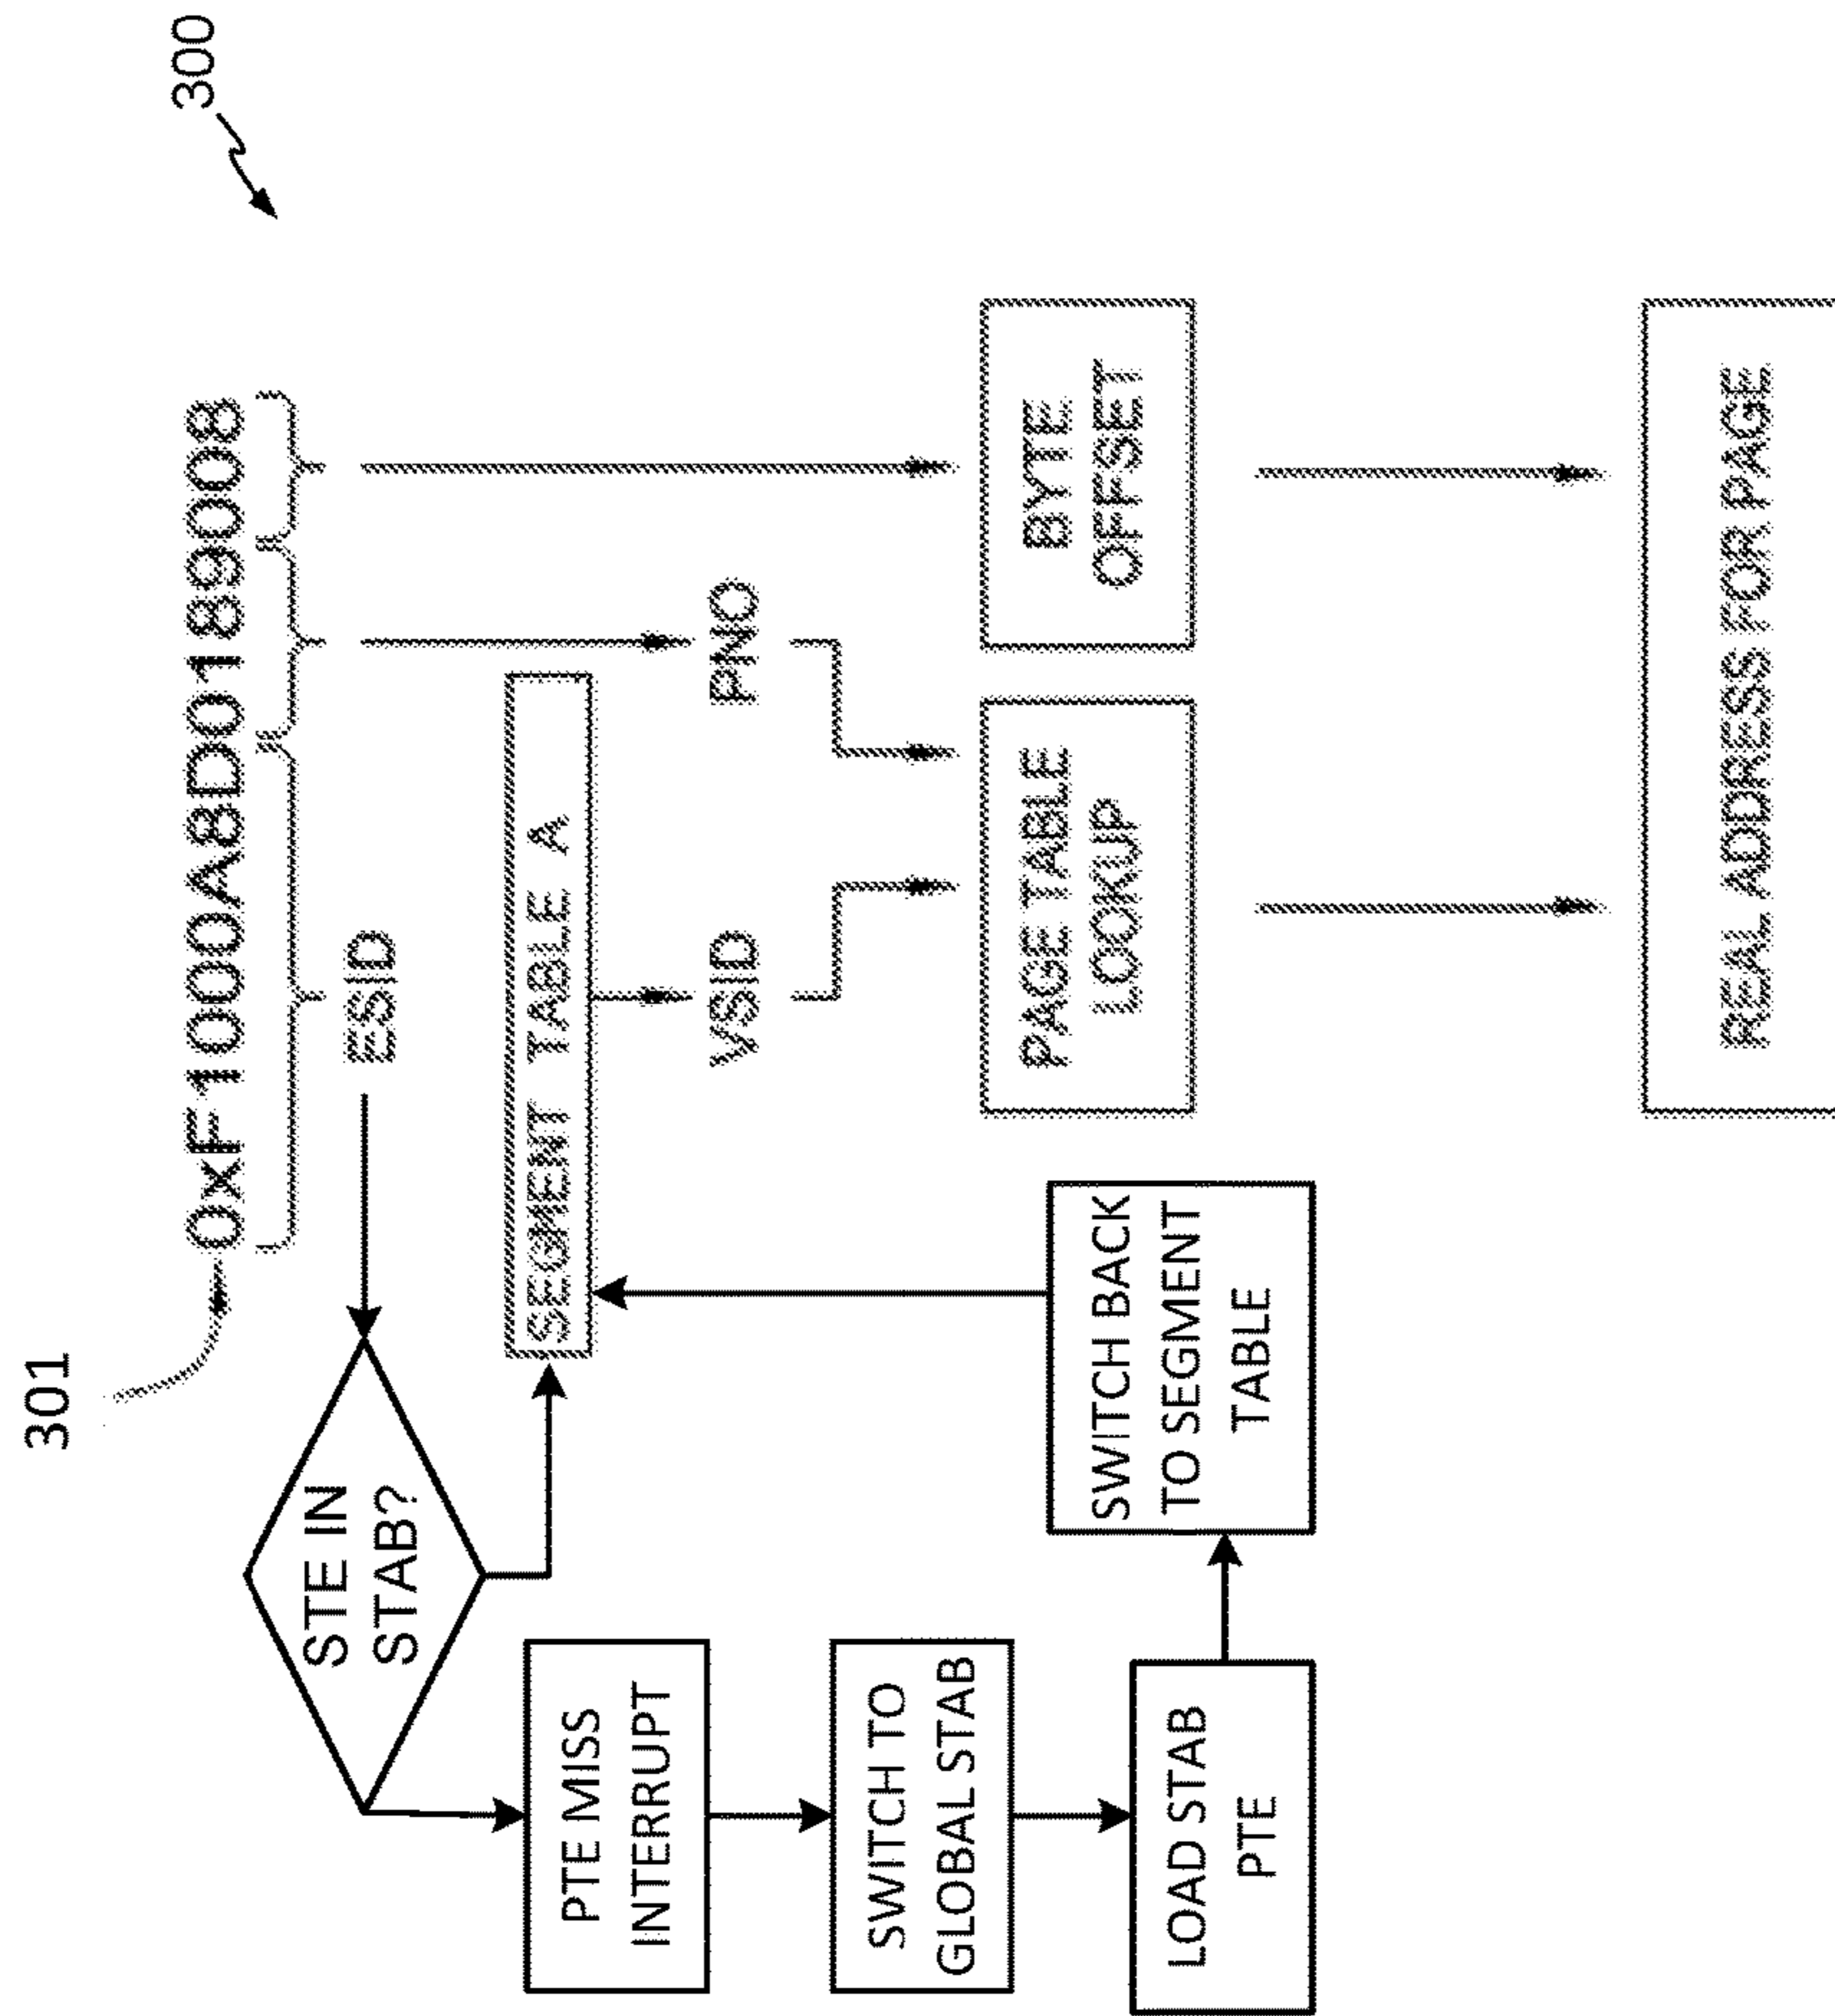 300
301
0xF1000A8D0189008
ESID
STE IN
STAB?
SEGMENT TABLE A
PTE MISS
INTERRUPT
VSID
PNO
SWITCH TO
GLOBAL STAB
PAGE TABLE
LOOKUP
BYTE
OFFSET
LOAD STAB
PTE
SWITCH BACK
TO SEGMENT
TABLE
REAL ADDRESS FOR PAGE